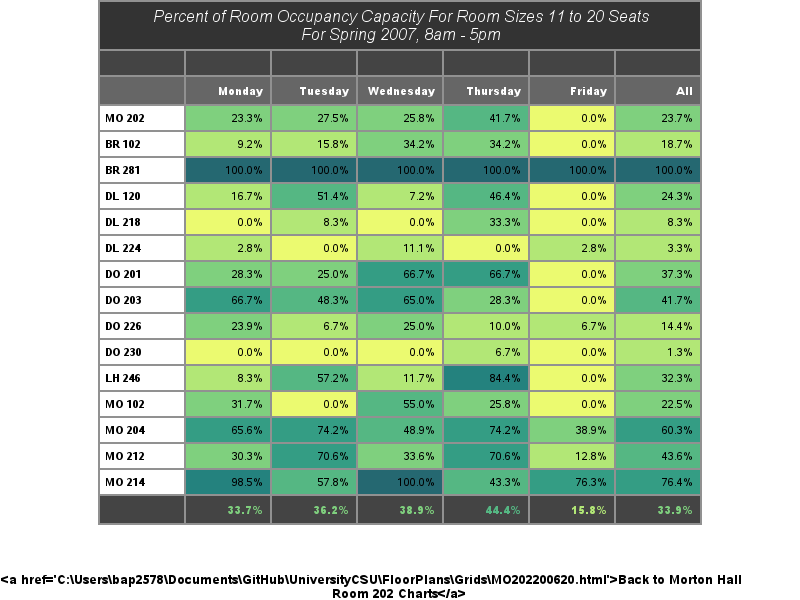 Percent of Room Occupancy Capacity For Room Sizes 11 to 20 Seats
For Spring 2007, 8am - 5pm
Monday Tuesday Wednesday Thursday Friday All
MO 202 23.3% 27.5% 25.8% 41.7% 0.0% 23.7%
BR 102 9.2% 15.8% 34.2% 34.2% 0.0% 18.7%
BR 281 100.0% 100.0% 100.0% 100.0% 100.0% 100.0%
DL 120 16.7% 51.4% 7.2% 46.4% 0.0% 24.3%
DL 218 0.0% 8.3% 0.0% 33.3% 0.0% 8.3%
DL 224 2.8% 0.0% 11.1% 0.0% 2.8% 3.3%
DO 201 28.3% 25.0% 66.7% 66.7% 0.0% 37.3%
DO 203 66.7% 48.3% 65.0% 28.3% 0.0% 41.7%
DO 226 23.9% 6.7% 25.0% 10.0% 6.7% 14.4%
DO 230 0.0% 0.0% 0.0% 6.7% 0.0% 1.3%
LH 246 8.3% 57.2% 11.7% 84.4% 0.0% 32.3%
MO 102 31.7% 0.0% 55.0% 25.8% 0.0% 22.5%
MO 204 65.6% 74.2% 48.9% 74.2% 38.9% 60.3%
MO 212 30.3% 70.6% 33.6% 70.6% 12.8% 43.6%
MO 214 98.5% 57.8% 100.0% 43.3% 76.3% 76.4%
33.7% 36.2% 38.9% 44.4% 15.8% 33.9%
<a href='C:\Users\bap2578\Documents\GitHub\UniversityCSU\FloorPlans\Grids\MO202200620.html'>Back to Morton Hall
Room 202 Charts</a>